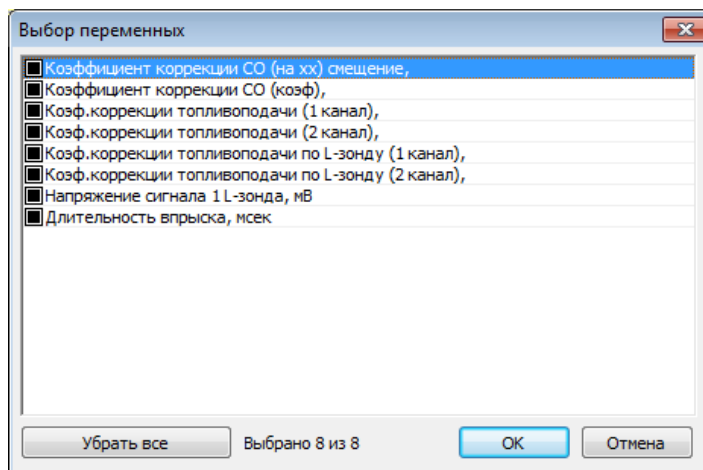 Выбор переменных
Коэффициент коррекции СО (на хх) смещение,
Коэффициент коррекции СО (коэф),
Коэф.коррекции топливоподачи (1 канал),
Коэф.коррекции топливоподачи (2 канал),
Коэф.коррекции топливоподачи по L-зонду (1 канал),
Коэф.коррекции топливоподачи по L-зонду (2 канал),
Напряжение сигнала 1 L-зонда, мВ
Длительность впрыска, мсек
Убрать все Выбрано 8 из 8 OK Отмена